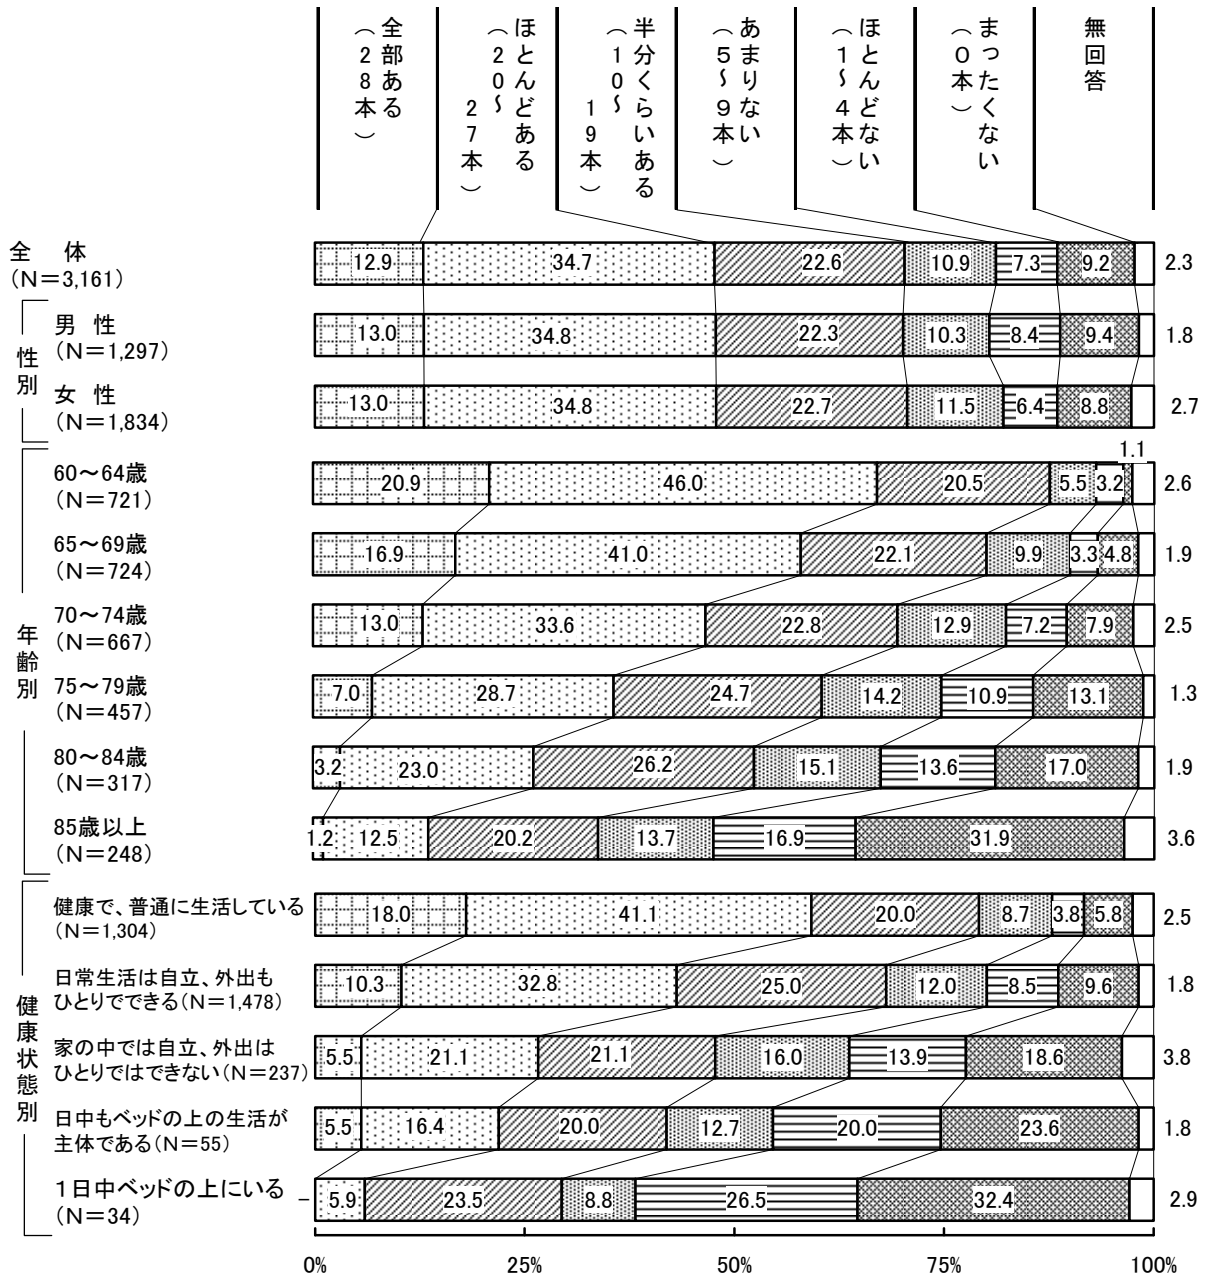 全部ある
（28本）
ほとんどある
（20～
27本）
半分くらいある
（10～
19本）
あまりない
（5～9本）
ほとんどない
（1～4本）
まったくない
（0本）
無回答
全　体
（N＝3,161）
12.9 34.7 22.6 10.9 7.3 9.2 2.3
性別
男 性
（N＝1,297）
13.0 34.8 22.3 10.3 8.4 9.4 1.8
女 性
（N＝1,834）
13.0 34.8 22.7 11.5 6.4 8.8 2.7
年齢別
60～64歳
（N＝721）
20.9 46.0 20.5 5.5 3.2 1.1 2.6
65～69歳
（N＝724）
16.9 41.0 22.1 9.9 3.3 4.8 1.9
70～74歳
（N＝667）
13.0 33.6 22.8 12.9 7.2 7.9 2.5
75～79歳
（N＝457）
7.0 28.7 24.7 14.2 10.9 13.1 1.3
80～84歳
（N＝317）
3.2 23.0 26.2 15.1 13.6 17.0 1.9
85歳以上
（N＝248）
1.2 12.5 20.2 13.7 16.9 31.9 3.6
健康状態別
健康で、普通に生活している
（N＝1,304）
18.0 41.1 20.0 8.7 3.8 5.8 2.5
日常生活は自立、外出も
ひとりでできる（N＝1,478）
10.3 32.8 25.0 12.0 8.5 9.6 1.8
家の中では自立、外出は
ひとりではできない（N＝237）
5.5 21.1 21.1 16.0 13.9 18.6 3.8
日中もベッドの上の生活が
主体である（N＝55）
5.5 16.4 20.0 12.7 20.0 23.6 1.8
１日中ベッドの上にいる
（N＝34）
– 5.9 23.5 8.8 26.5 32.4 2.9
0% 25% 50% 75% 100%